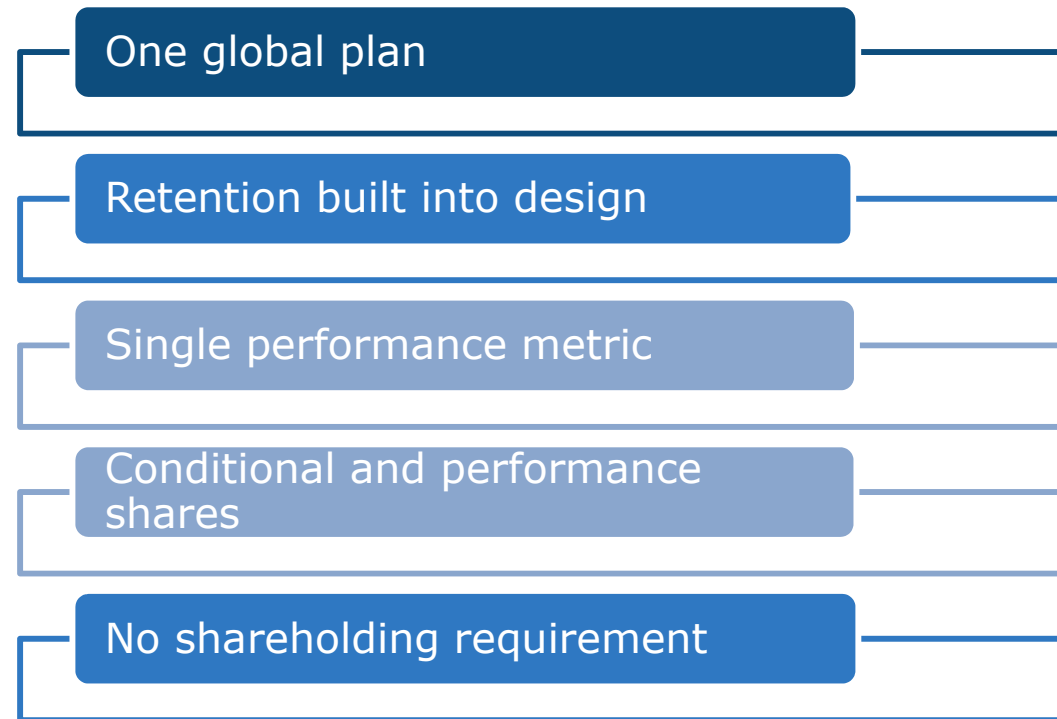 One global plan
Retention built into design
Single performance metric
Conditional and performance
shares
No shareholding requirement